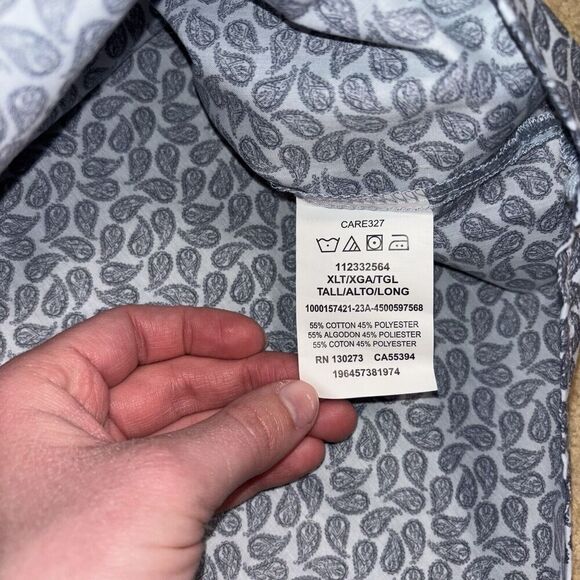 CARE327
112332564
XLT/XGA/TGL
TALL/ALTO/LONG
1000157421-23A-4500597568
55% COTTON 45% POLYESTER
55% ALGODON 45% POLIESTER
55% COTTON 45% POLYESTER
RN 130273 CA55394
196457381974